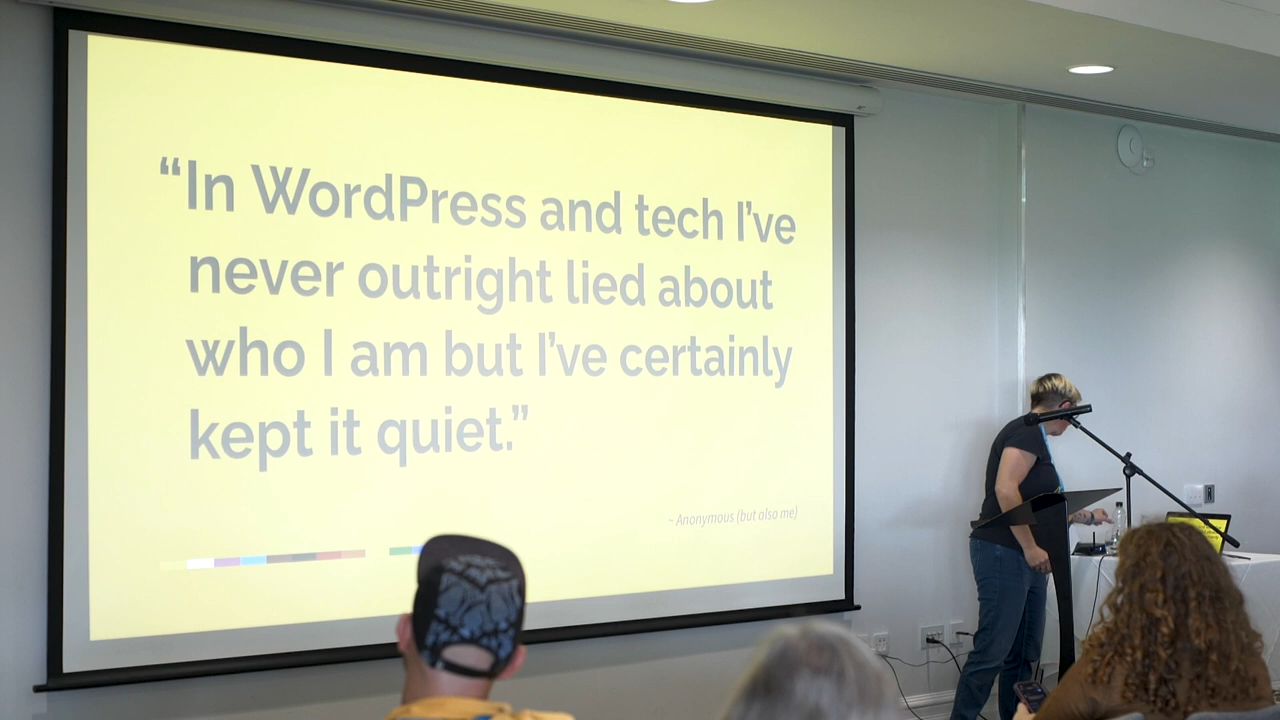 “In WordPress and tech I’ve
never outright lied about
who I am but I’ve certainly
kept it quiet.”
~ Anonymous (but also me)